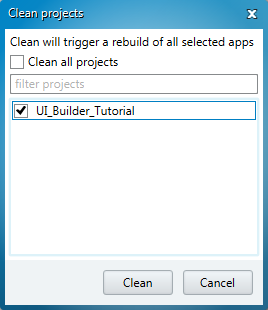 Clean projects
Clean will trigger a rebuild of all selected apps
Clean all projects
filter projects
UI_Builder_Tutorial
Clean
Cancel